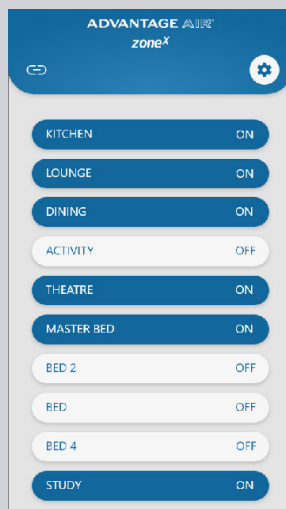 ADVANTAGE AIR
zoneX
KITCHEN ON
LOUNGE ON
DINING ON
ACTIVITY OFF
THEATRE ON
MASTER BED ON
BED 2 OFF
BED OFF
BED 4 OFF
STUDY ON